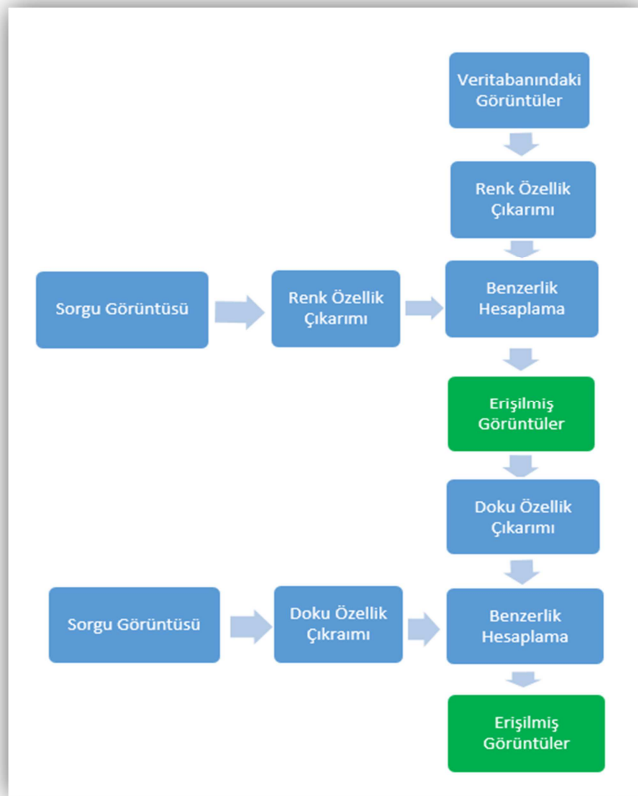 Veritabanındaki
Görüntüler
Renk Özellik
Çıkarımı
Sorgu Görüntüsü
Renk Özellik
Çıkarımı
Benzerlik
Hesaplama
Erişilmiş
Görüntüler
Doku Özellik
Çıkarımı
Sorgu Görüntüsü
Doku Özellik
Çıkraımı
Benzerlik
Hesaplama
Erişilmiş
Görüntüler